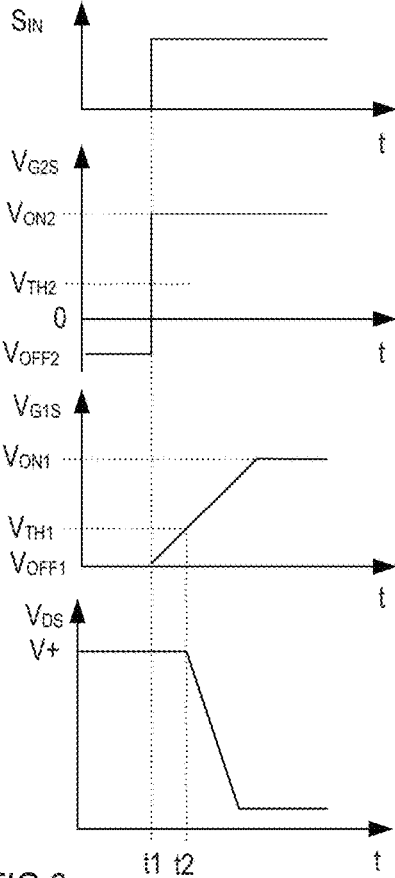 SIN
t
VG2S
VON2
VTH2
0
VOFF2
t
VG1S
VON1
VTH1
VOFF1
t
VDS
V+
t1 t2 t